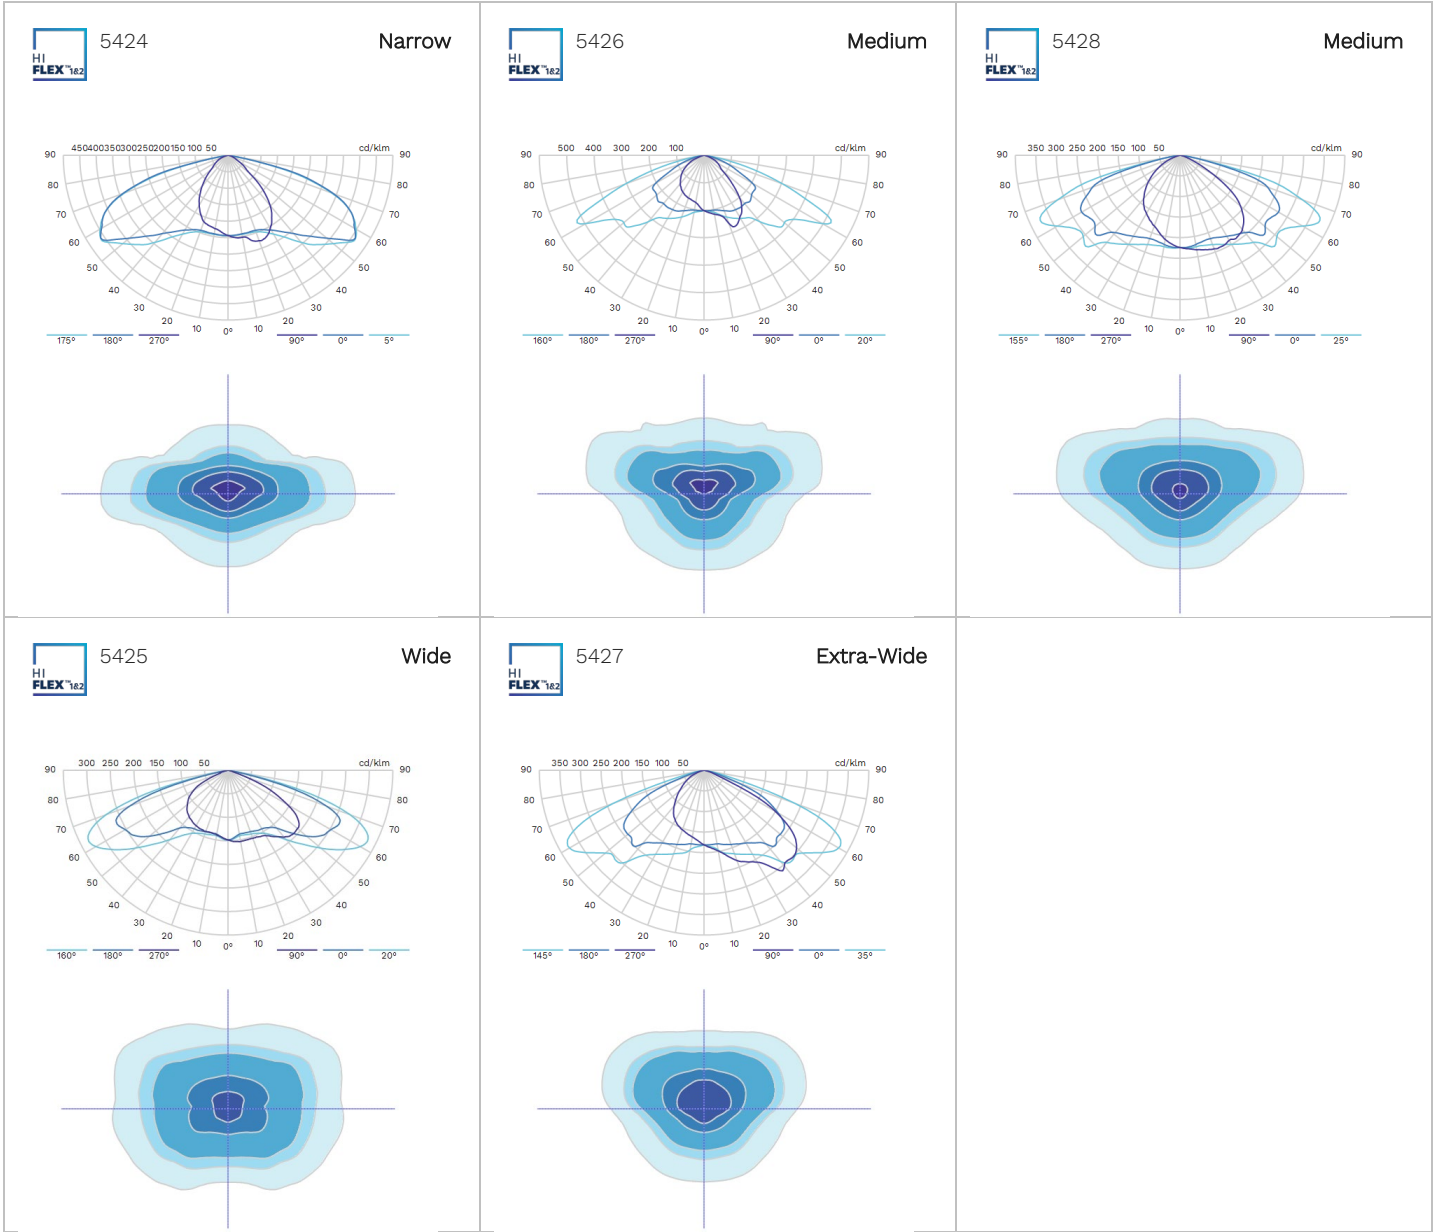 5424 Narrow
HI
FLEX™1&2
450400350300250200150 100 50 cd/klm
90 90
80 80
70 70
60 60
50 50
40 40
30 30
20 10 0° 10 20
175° 180° 270° 90° 0° 5°
5426 Medium
HI
FLEX™1&2
500 400 300 200 100 cd/klm
90 90
80 80
70 70
60 60
50 50
40 40
30 30
20 10 0° 10 20
160° 180° 270° 90° 0° 20°
5428 Medium
HI
FLEX™1&2
350 300 250 200 150 100 50 cd/klm
90 90
80 80
70 70
60 60
50 50
40 40
30 30
20 10 0° 10 20
155° 180° 270° 90° 0° 25°
5425 Wide
HI
FLEX™1&2
300 250 200 150 100 50 cd/klm
90 90
80 80
70 70
60 60
50 50
40 40
30 30
20 10 0° 10 20
160° 180° 270° 90° 0° 20°
5427 Extra-Wide
HI
FLEX™1&2
350 300 250 200 150 100 50 cd/klm
90 90
80 80
70 70
60 60
50 50
40 40
30 30
20 10 0° 10 20
145° 180° 270° 90° 0° 35°